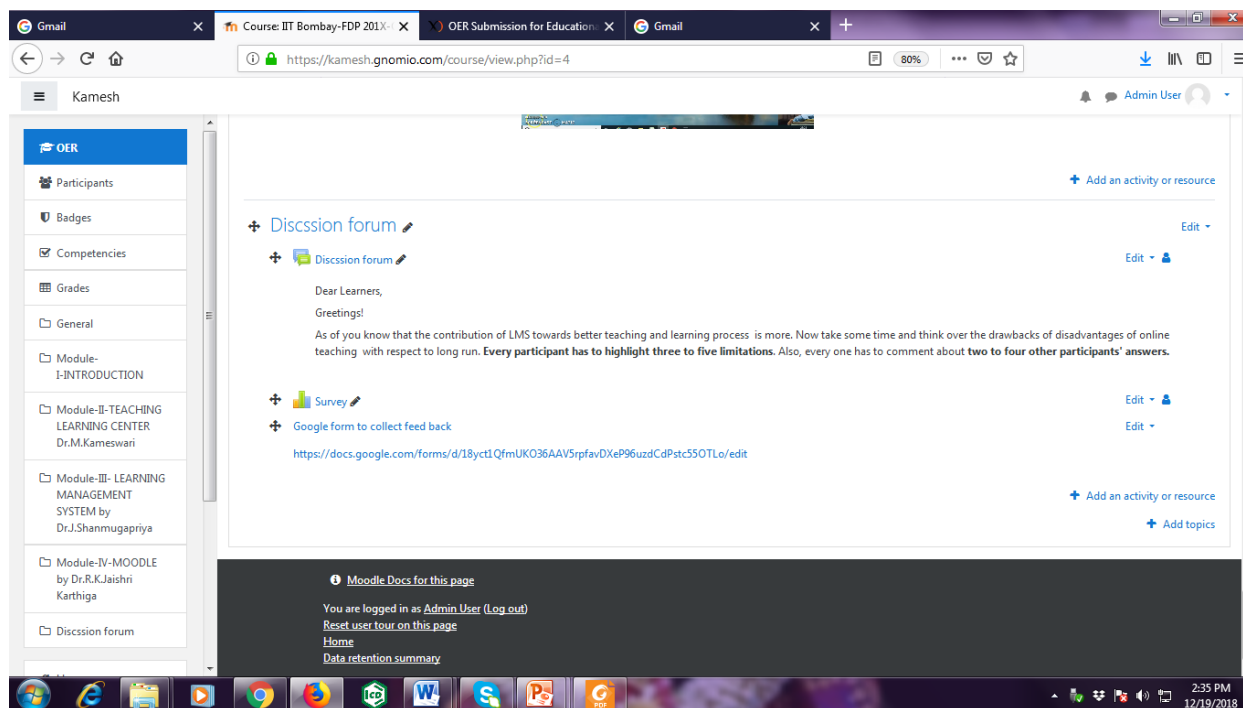 Gmail
Course: IIT Bombay-FDP 201X-
OER Submission for Educationa
Gmail
https://kamesh.gnomio.com/course/view.php?id=4
80%
Kamesh
Admin User
OER
Participants
Badges
Competencies
Grades
General
Module-
I-INTRODUCTION
Module-II-TEACHING
LEARNING CENTER
Dr.M.Kameswari
Module-III- LEARNING
MANAGEMENT
SYSTEM by
Dr.J.Shanmugapriya
Module-IV-MOODLE
by Dr.R.K.Jaishri
Karthiga
Discssion forum
Add an activity or resource
Discssion forum
Edit
Discssion forum
Edit
Dear Learners,
Greetings!
As of you know that the contribution of LMS towards better teaching and learning process is more. Now take some time and think over the drawbacks of disadvantages of online
teaching with respect to long run. Every participant has to highlight three to five limitations. Also, every one has to comment about two to four other participants' answers.
Survey
Edit
Google form to collect feed back
Edit
https://docs.google.com/forms/d/18yct1QfmUKO36AAV5rpfavDXeP96uzdCdPstc55OTLo/edit
Add an activity or resource
Add topics
Moodle Docs for this page
You are logged in as Admin User (Log out)
Reset user tour on this page
Home
Data retention summary
2:35 PM
12/19/2018